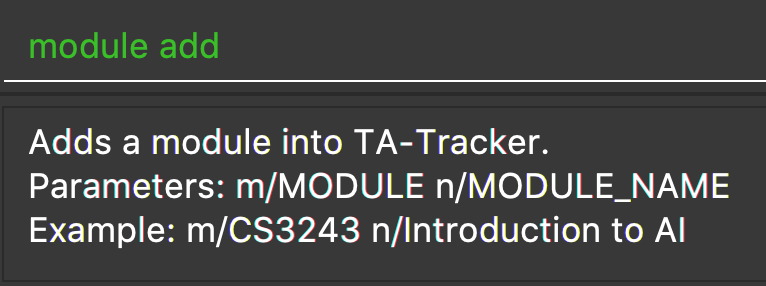 module add
Adds a module into TA-Tracker.
Parameters: m/MODULE n/MODULE_NAME
Example: m/CS3243 n/Introduction to AI